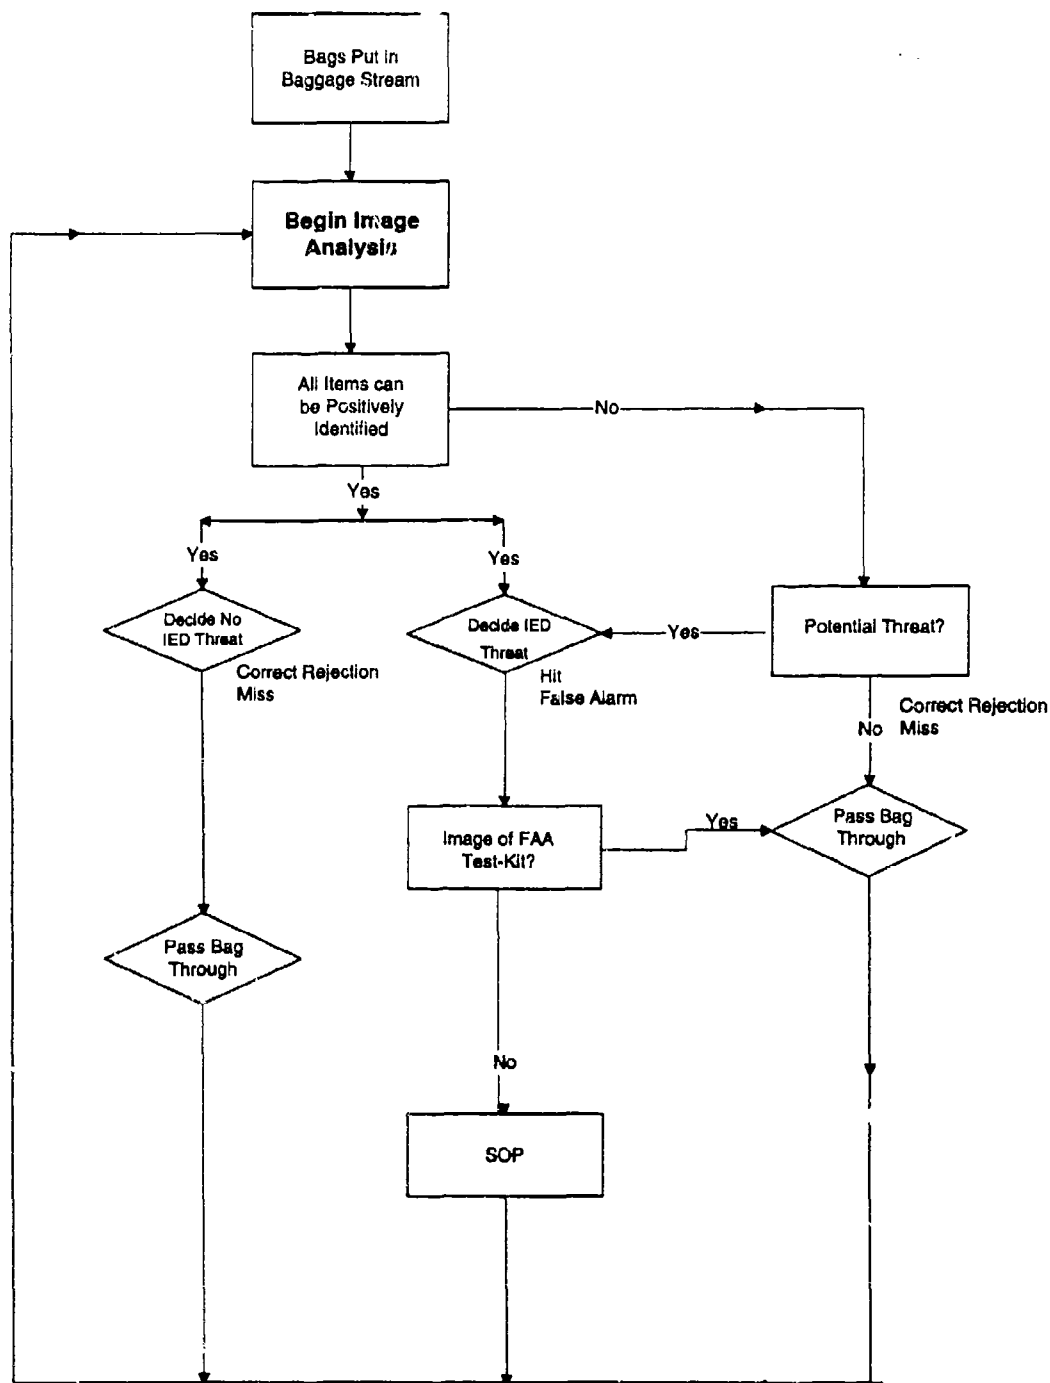 Bags Put in
Baggage Stream
Begin Image
Analysis
All Items can
be Positively
Identified
No
Yes
Yes
Yes
Decide No
IED Threat
Correct Rejection
Miss
Decide IED
Threat
Hit
False Alarm
Yes
Potential Threat?
Correct Rejection
Miss
No
Image of FAA
Test-Kit?
Yes
Pass Bag
Through
Pass Bag
Through
No
SOP